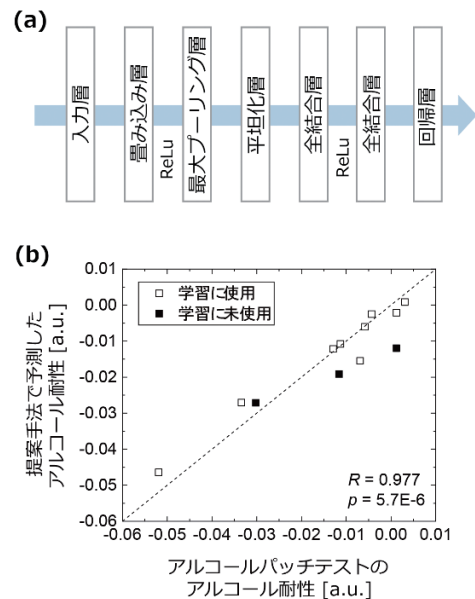 (a)
入力層
畳み込み層
ReLu
最大プーリング層
平坦化層
全結合層
ReLu
全結合層
回帰層
(b)
0.01
0.00
-0.01
-0.02
-0.03
-0.04
-0.05
-0.06
提案手法で予測した
アルコール耐性 [a.u.]
学習に使用
学習に未使用
R = 0.977
p = 5.7E-6
-0.06 -0.05 -0.04 -0.03 -0.02 -0.01 0.00 0.01
アルコールパッチテストの
アルコール耐性 [a.u.]